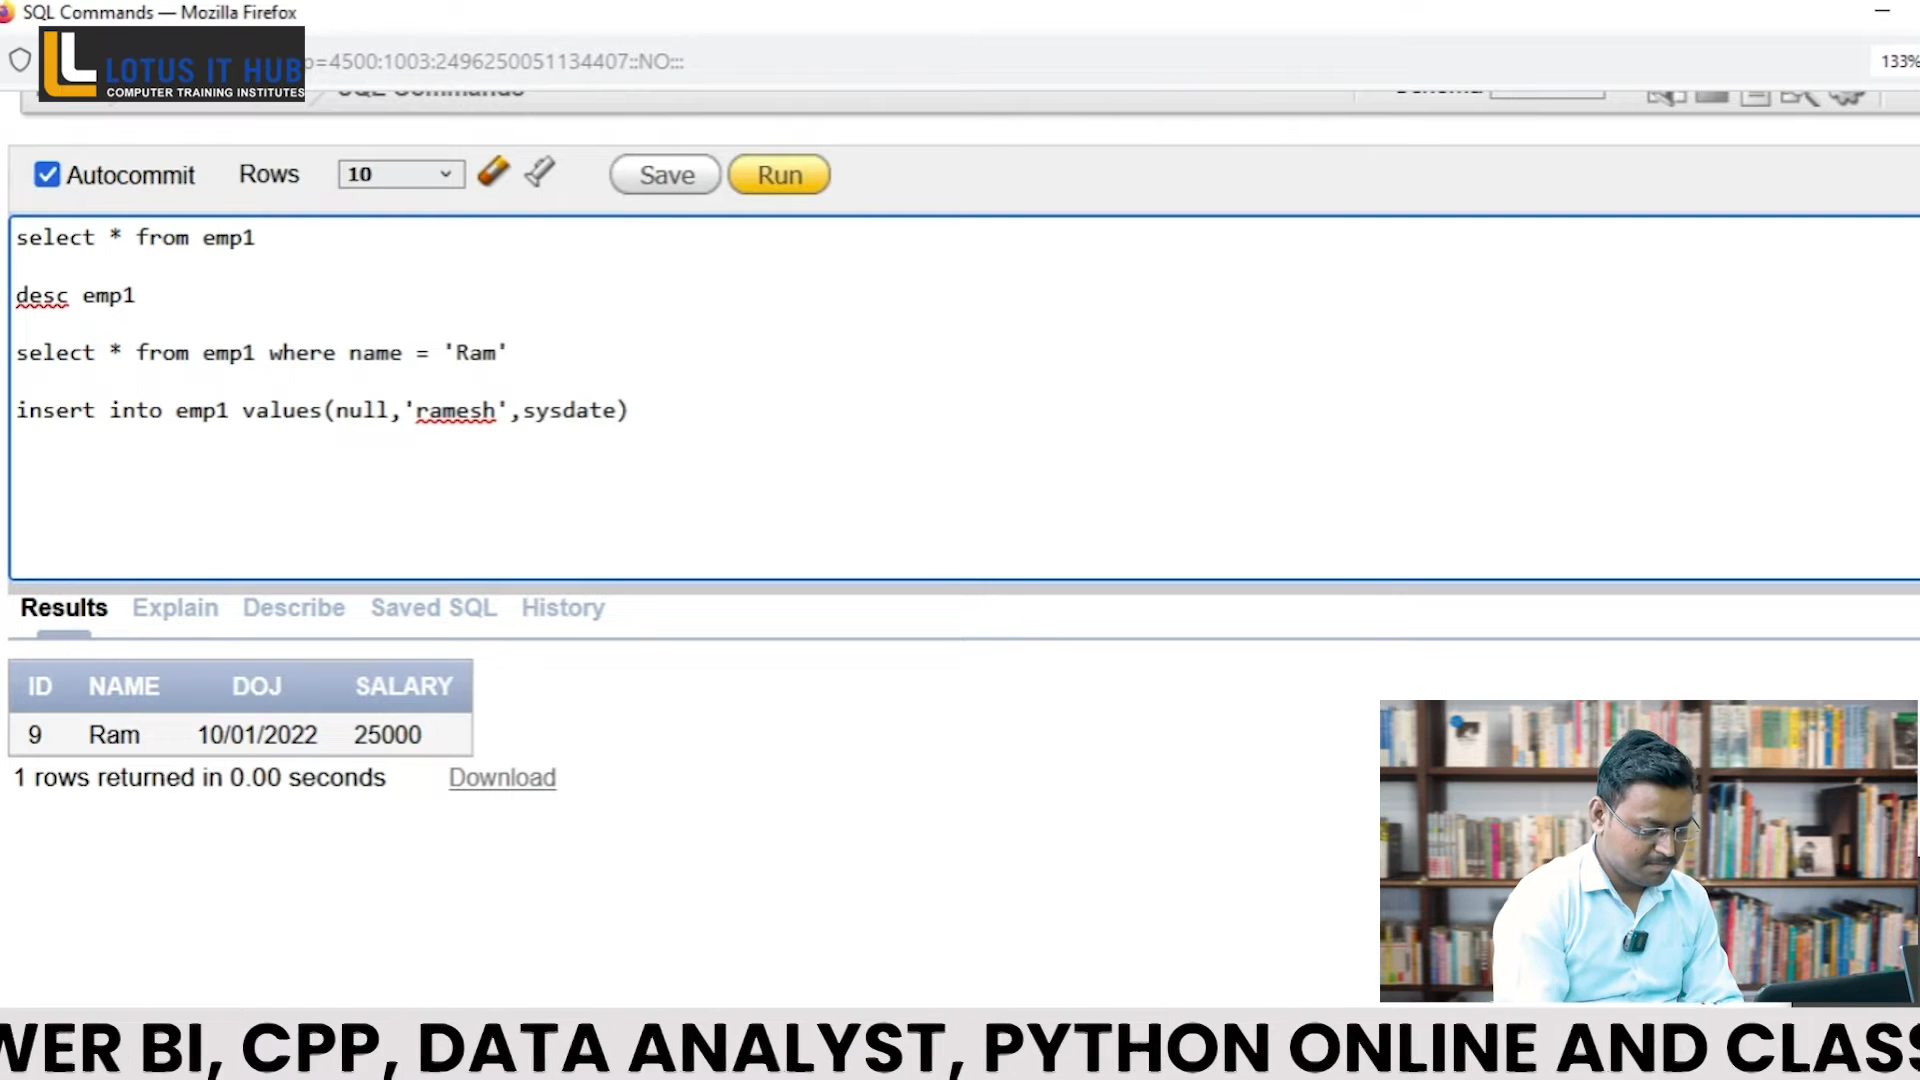 SQL Commands — Mozilla Firefox
LOTUS IT HUB
COMPUTER TRAINING INSTITUTES
=4500:1003:2496250051134407::NO:::
133%
SQL Commands
Schema
Autocommit Rows 10 Save Run
select * from emp1
desc emp1
select * from emp1 where name = 'Ram'
insert into emp1 values(null,'ramesh',sysdate)
Results Explain Describe Saved SQL History
ID NAME DOJ SALARY
9 Ram 10/01/2022 25000
1 rows returned in 0.00 seconds Download
WER BI, CPP, DATA ANALYST, PYTHON ONLINE AND CLASS